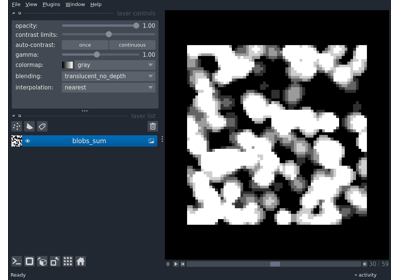 File View Plugins Window Help
layer controls
opacity: 1.00
contrast limits:
auto-contrast: once continuous
gamma: 1.00
colormap: gray
blending: translucent_no_depth
interpolation: nearest
layer list
blobs_sum
30 59
Ready
activity